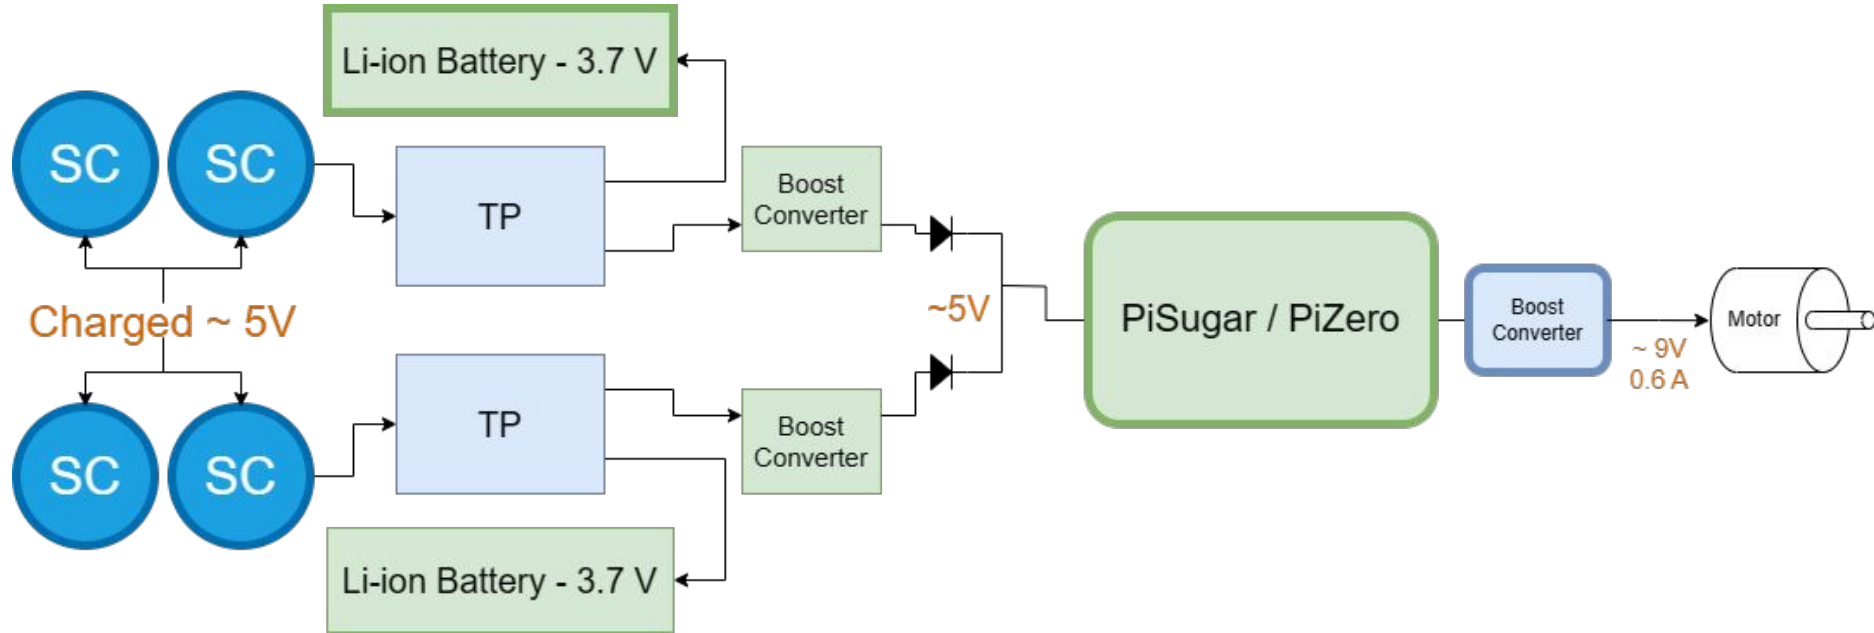 Li-ion Battery - 3.7 V
SC
SC
TP
Boost
Converter
Charged ~ 5V
~5V
PiSugar / PiZero
Boost
Converter
~ 9V
0.6 A
Motor
SC
SC
TP
Boost
Converter
Li-ion Battery - 3.7 V